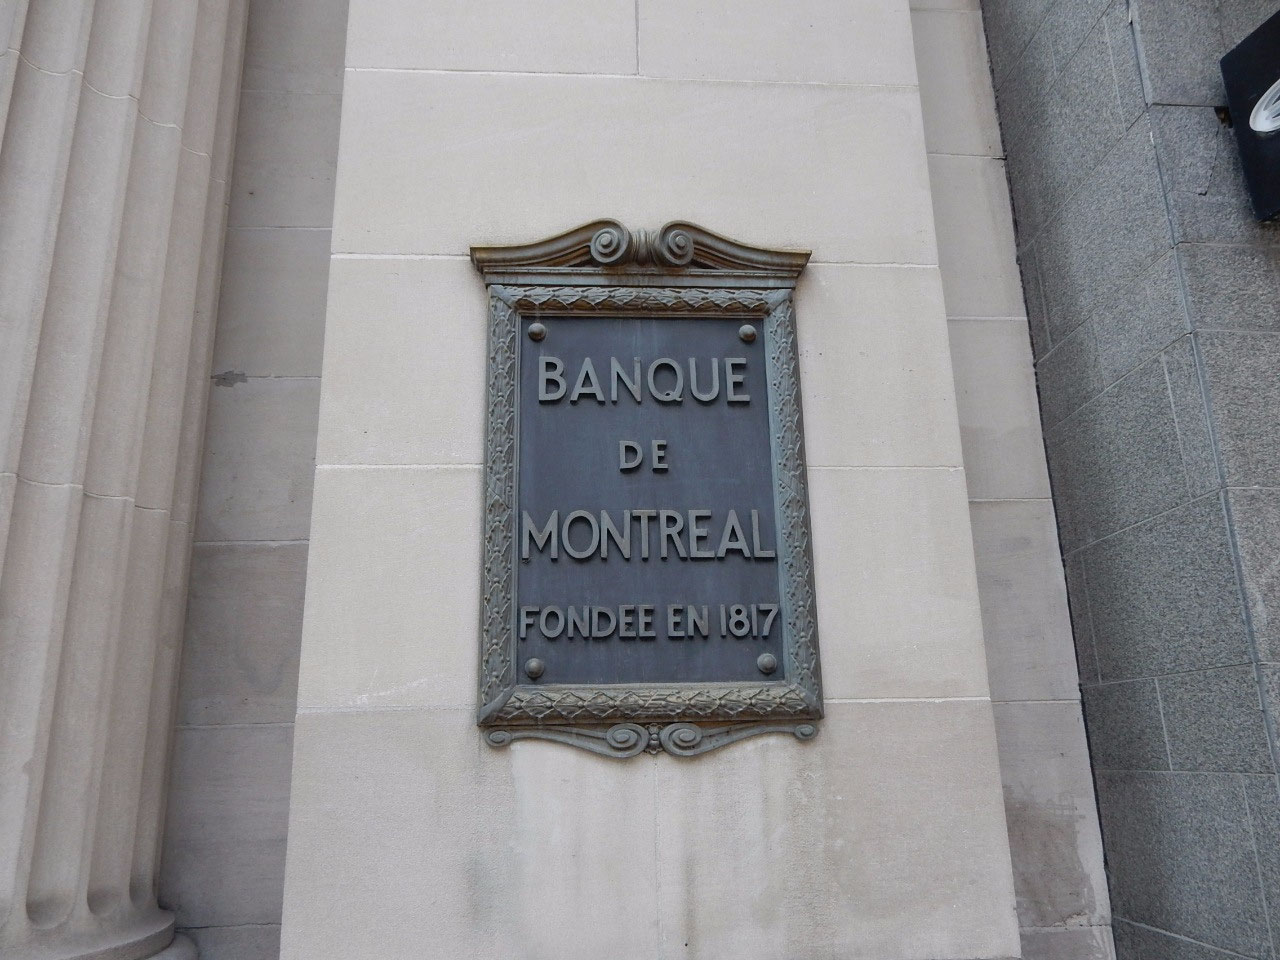 BANQUE
DE
MONTREAL
FONDEE EN 1817